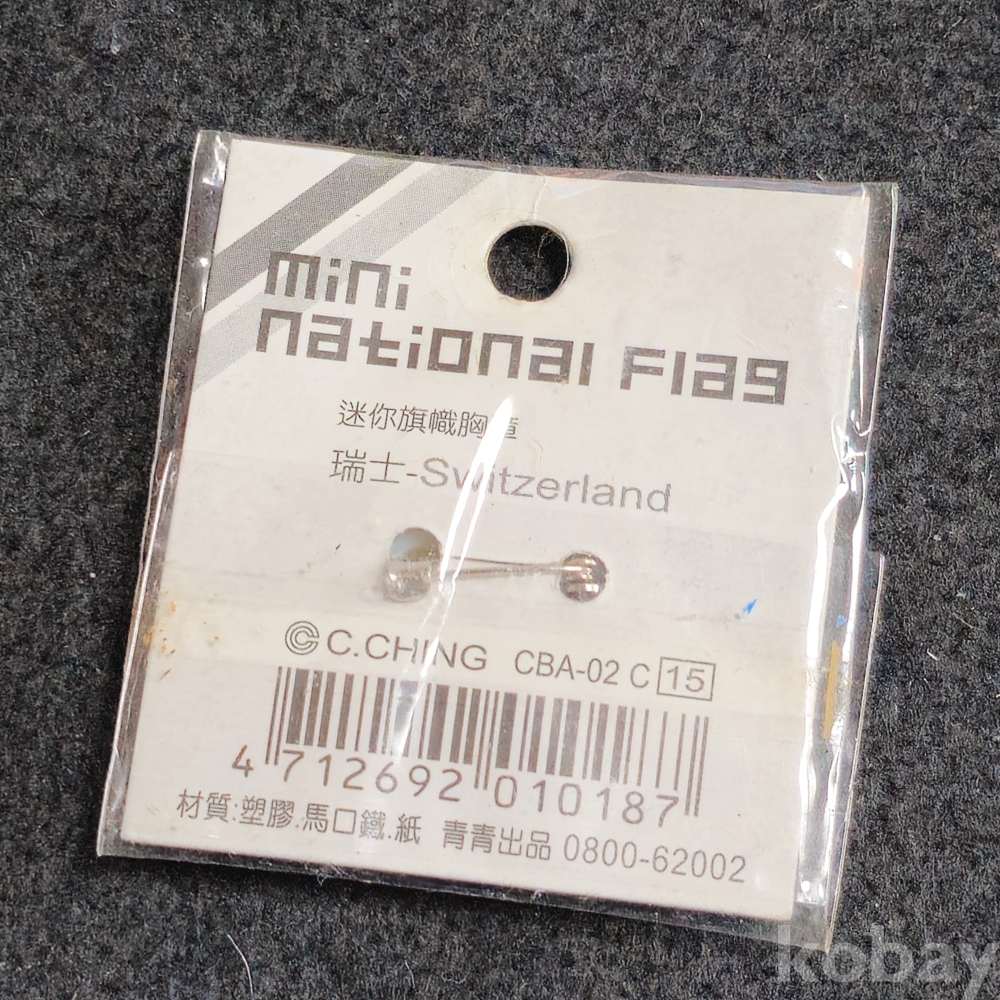 mini
national Flag
迷你旗幟胸章
瑞士-Switzerland
C.CHING CBA-02 C 15
4 712692 010187
材質:塑膠.馬口鐵.紙 青青出品 0800-62002
kobay